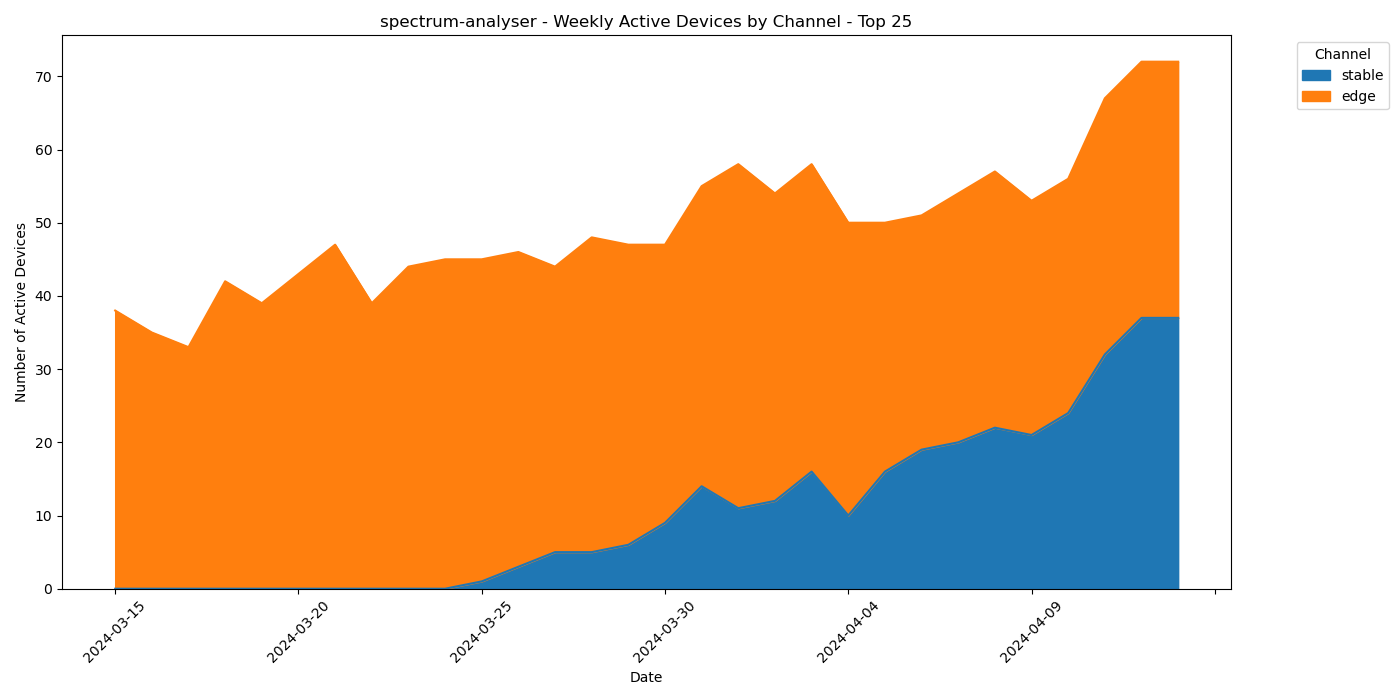 spectrum-analyser - Weekly Active Devices by Channel - Top 25
Channel
stable
edge
Number of Active Devices
70
60
50
40
30
20
10
0
2024-03-15
2024-03-20
2024-03-25
2024-03-30
2024-04-04
2024-04-09
Date